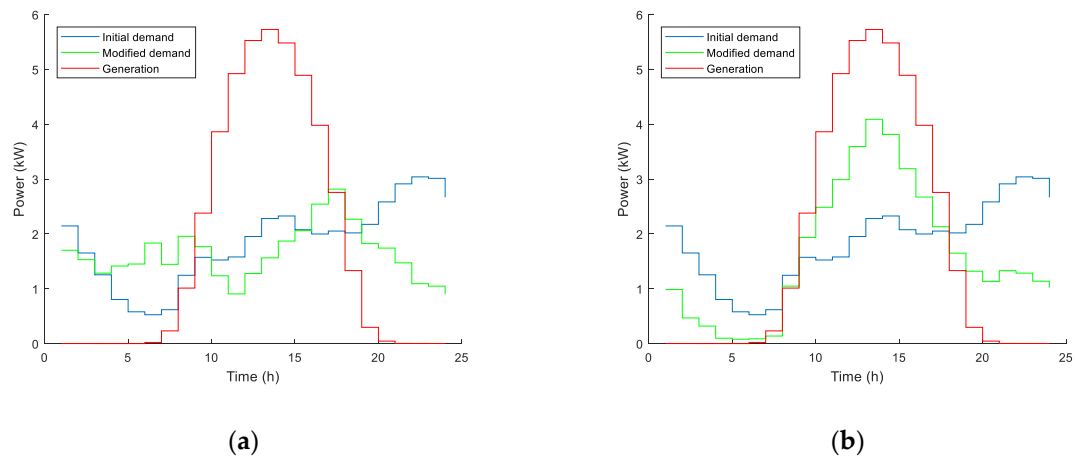 6
5
4
3
2
1
0
Power (kW)
Initial demand
Modified demand
Generation
0 5 10 15 20 25
Time (h)
(a)
6
5
4
3
2
1
0
Power (kW)
Initial demand
Modified demand
Generation
0 5 10 15 20 25
Time (h)
(b)